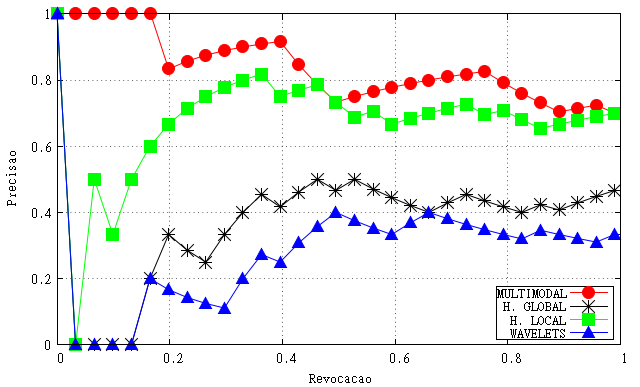 1
0.8
0.6
0.4
0.2
0
Precisao
MULTIMODAL
H. GLOBAL
H. LOCAL
WAVELETS
0 0.2 0.4 0.6 0.8 1
Revocacao